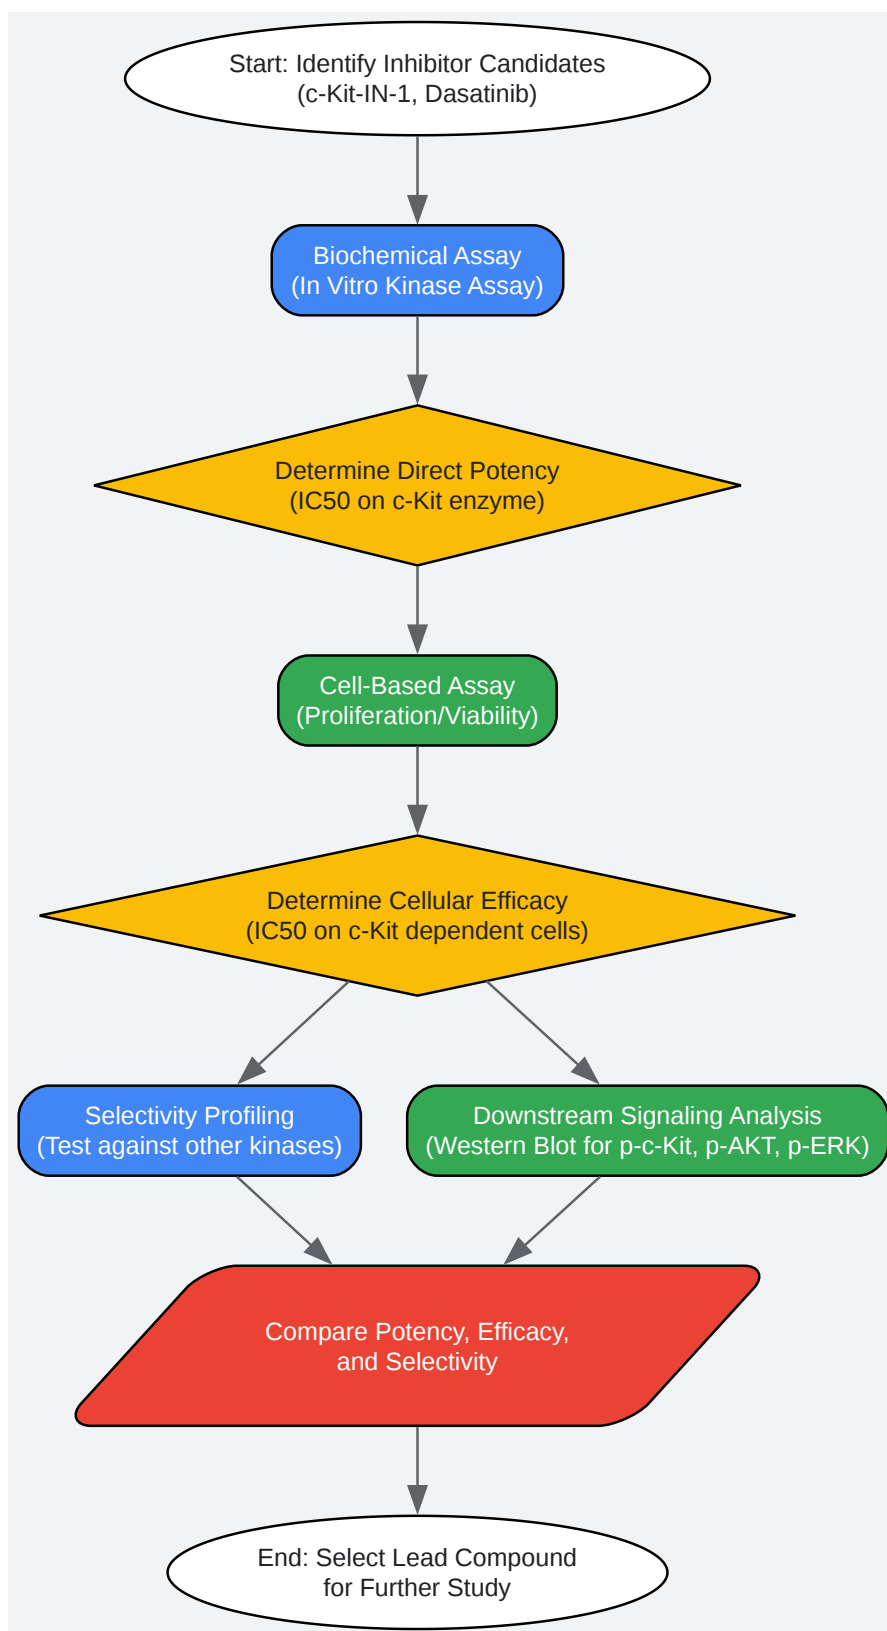 Start: Identify Inhibitor Candidates
(c-Kit-IN-1, Dasatinib)
Biochemical Assay
(In Vitro Kinase Assay)
Determine Direct Potency
(IC50 on c-Kit enzyme)
Cell-Based Assay
(Proliferation/Viability)
Determine Cellular Efficacy
(IC50 on c-Kit dependent cells)
Selectivity Profiling
(Test against other kinases)
Downstream Signaling Analysis
(Western Blot for p-c-Kit, p-AKT, p-ERK)
Compare Potency, Efficacy,
and Selectivity
End: Select Lead Compound
for Further Study